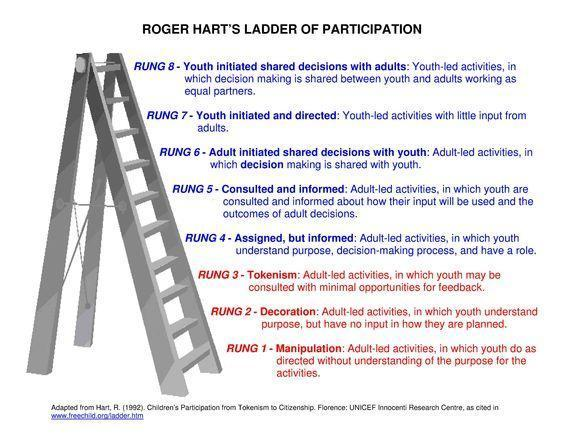 ROGER HART'S LADDER OF PARTICIPATION
RUNG 8 - Youth initiated shared decisions with adults: Youth-led activities, in
which decision making is shared between youth and adults working as
equal partners.
RUNG 7 - Youth initiated and directed: Youth-led activities with little input from
adults.
RUNG 6 - Adult initiated shared decisions with youth: Adult-led activities, in
which decision making is shared with youth.
RUNG 5 - Consulted and informed: Adult-led activities, in which youth are
consulted and informed about how their input will be used and the
outcomes of adult decisions.
RUNG 4 - Assigned, but informed: Adult-led activities, in which youth
understand purpose, decision-making process, and have a role.
RUNG 3 - Tokenism: Adult-led activities, in which youth may be
consulted with minimal opportunities for feedback.
RUNG 2 - Decoration: Adult-led activities, in which youth understand
purpose, but have no input in how they are planned.
RUNG 1 - Manipulation: Adult-led activities, in which youth do as
directed without understanding of the purpose for the
activities.
Adapted from Hart, R. (1992). Children's Participation from Tokenism to Citizenship. Florence: UNICEF Innocenti Research Centre, as cited in
www.freechild.org/ladder.htm